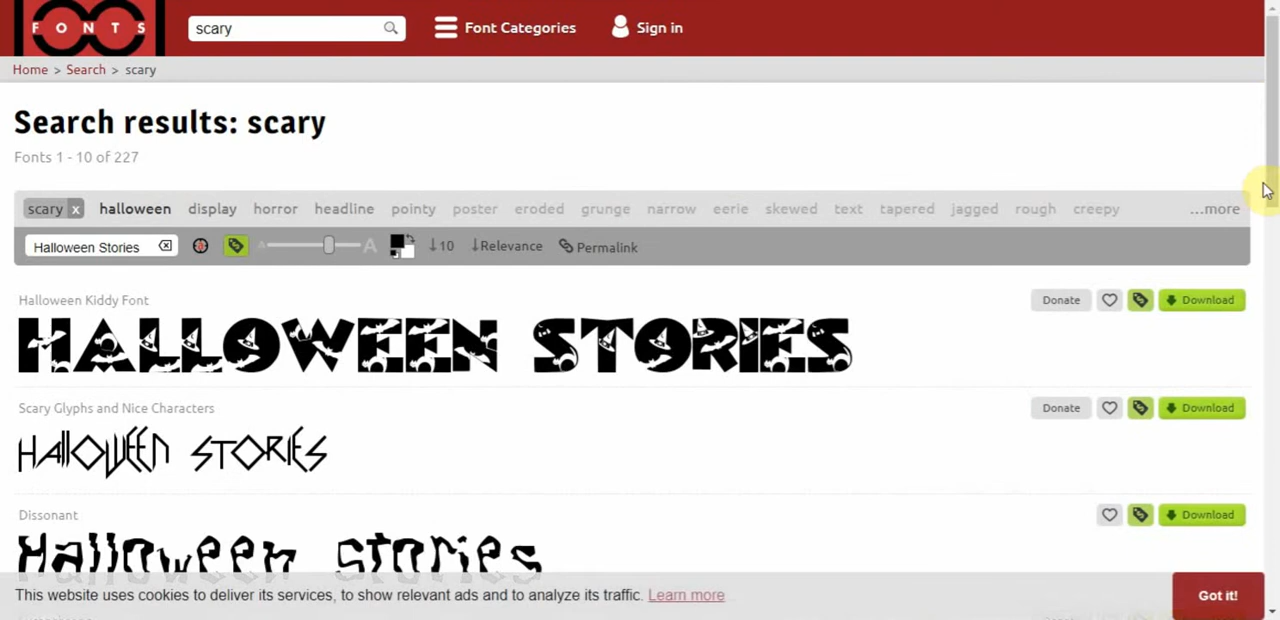 FONTS
scary
Font Categories
Sign in
Home > Search > scary
Search results: scary
Fonts 1 - 10 of 227
scary x halloween display horror headline pointy poster eroded grunge narrow eerie skewed text tapered jagged rough creepy ...more
Halloween Stories A A ↓10 ↓Relevance Permalink
Halloween Kiddy Font Donate Download
HALLOWEEN STORIES
Scary Glyphs and Nice Characters Donate Download
HALLOWEEN STORIES
Dissonant Download
Halloween stories
This website uses cookies to deliver its services, to show relevant ads and to analyze its traffic. Learn more Got it!